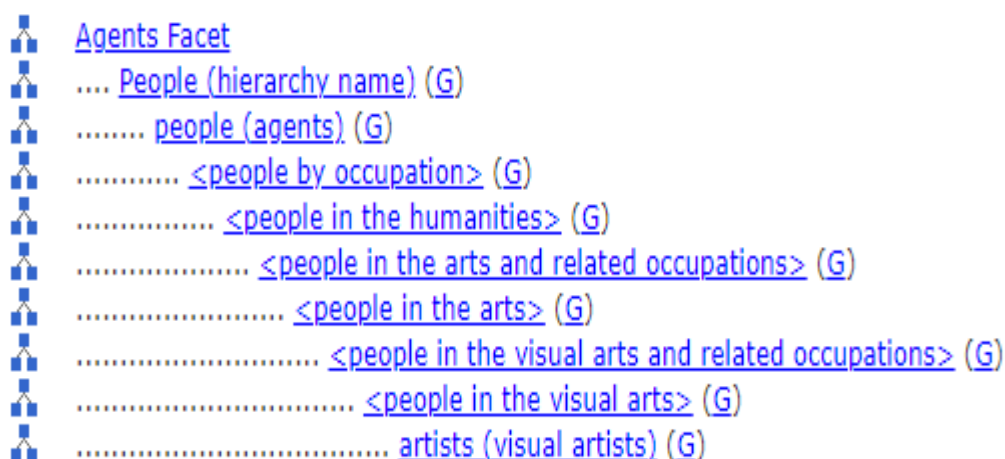 Agents Facet
.... People (hierarchy name) (G)
........ people (agents) (G)
............ <people by occupation> (G)
................ <people in the humanities> (G)
.................... <people in the arts and related occupations> (G)
........................ <people in the arts> (G)
............................ <people in the visual arts and related occupations> (G)
................................ <people in the visual arts> (G)
.................................... artists (visual artists) (G)